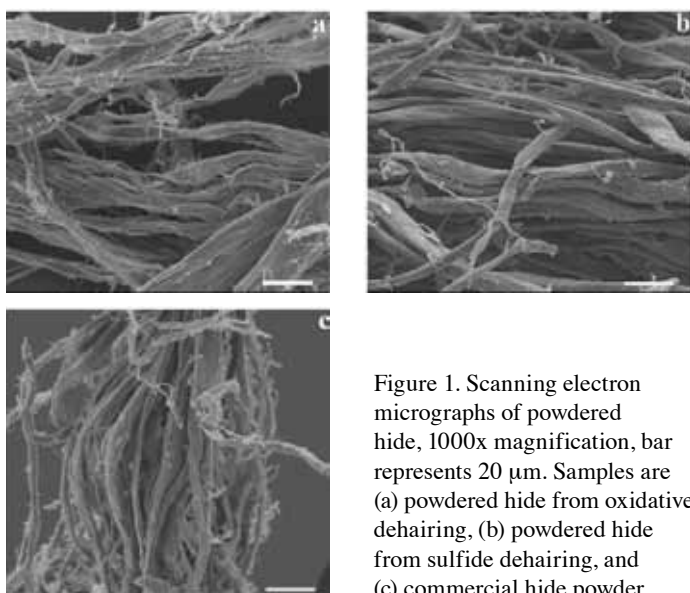 a
b
c
Figure 1. Scanning electron
micrographs of powdered
hide, 1000x magnification, bar
represents 20 μm. Samples are
(a) powdered hide from oxidative
dehairing, (b) powdered hide
from sulfide dehairing, and
(c) commercial hide powder